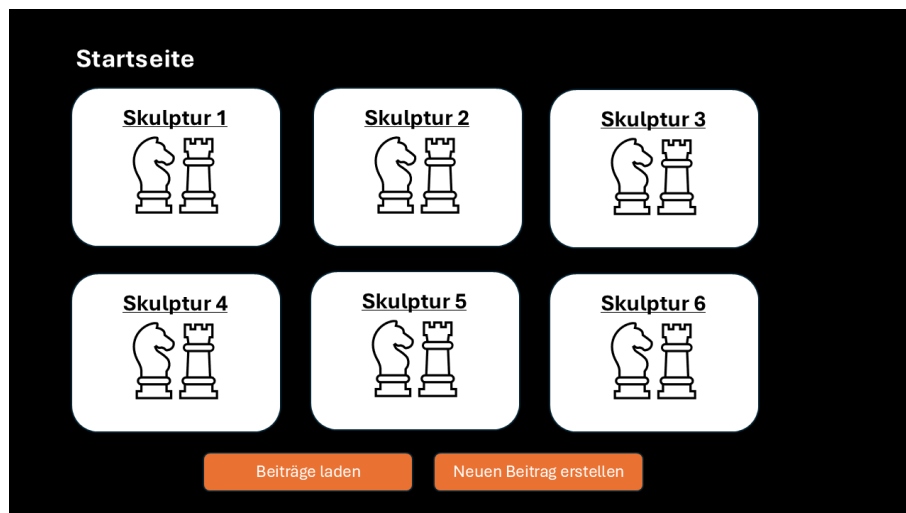 Startseite
Skulptur 1
Skulptur 2
Skulptur 3
Skulptur 4
Skulptur 5
Skulptur 6
Beiträge laden
Neuen Beitrag erstellen